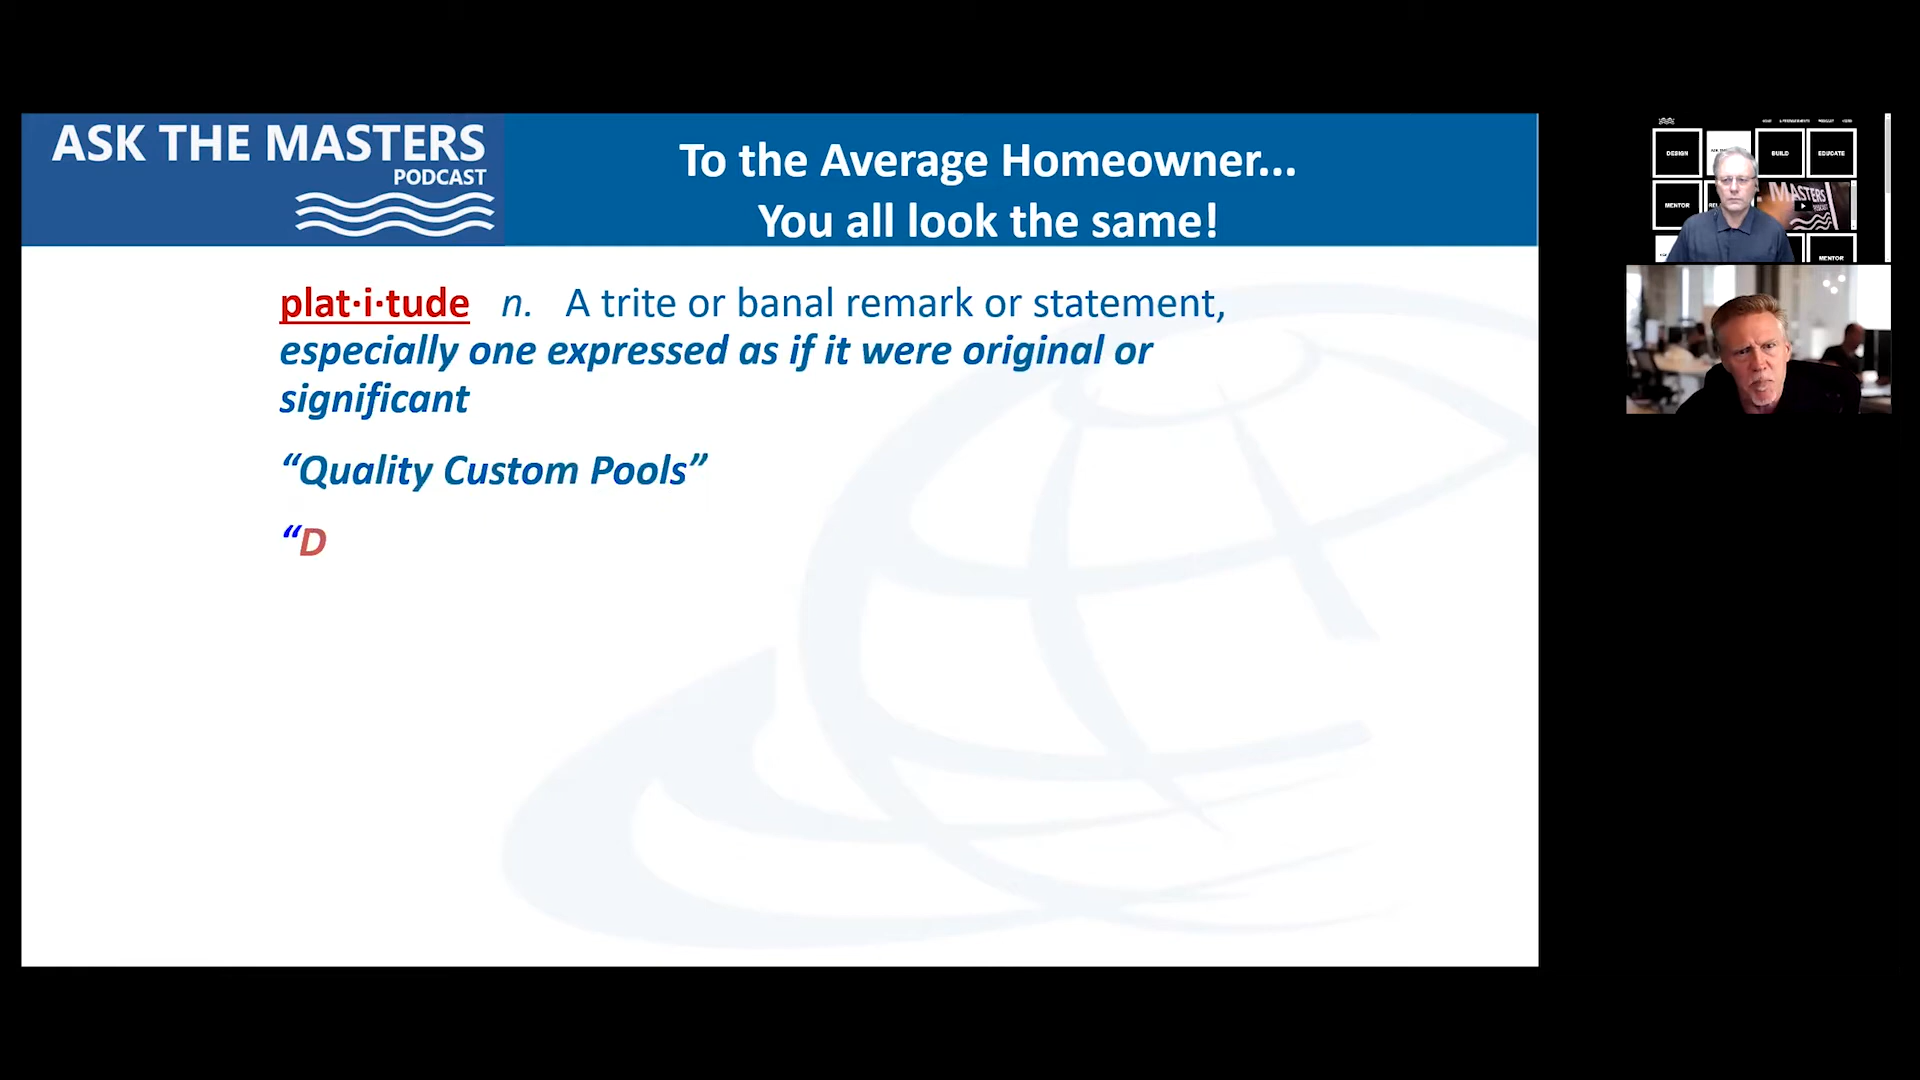 ASK THE MASTERS
PODCAST
To the Average Homeowner...
You all look the same!
plat·i·tude n. A trite or banal remark or statement,
especially one expressed as if it were original or
significant
“Quality Custom Pools”
“D
DESIGN
BUILD
EDUCATE
MENTOR
MASTERS
MENTOR